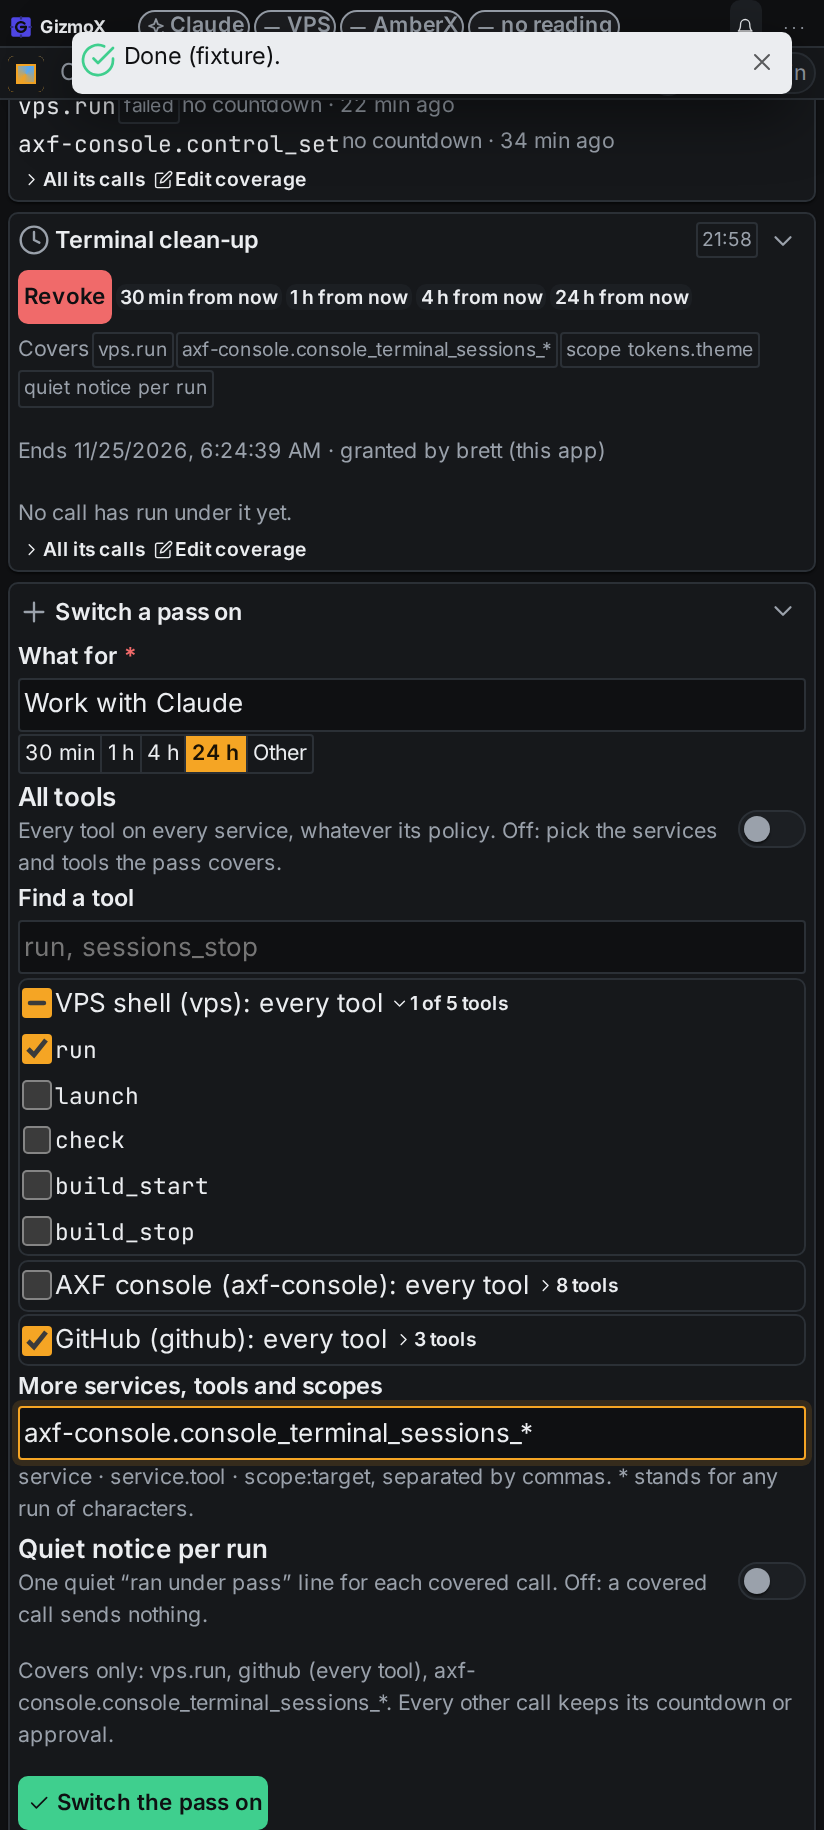 GizmoX Claude VPS AmberX no reading ...
Done (fixture).
vps.run failed no countdown · 22 min ago
axf-console.control_set no countdown · 34 min ago
All its calls Edit coverage
Terminal clean-up 21:58
Revoke 30 min from now 1 h from now 4 h from now 24 h from now
Covers vps.run axf-console.console_terminal_sessions_* scope tokens.theme
quiet notice per run
Ends 11/25/2026, 6:24:39 AM · granted by brett (this app)
No call has run under it yet.
All its calls Edit coverage
Switch a pass on
What for *
Work with Claude
30 min 1 h 4 h 24 h Other
All tools
Every tool on every service, whatever its policy. Off: pick the services
and tools the pass covers.
Find a tool
run, sessions_stop
VPS shell (vps): every tool 1 of 5 tools
run
launch
check
build_start
build_stop
AXF console (axf-console): every tool 8 tools
GitHub (github): every tool 3 tools
More services, tools and scopes
axf-console.console_terminal_sessions_*
service · service.tool · scope:target, separated by commas. * stands for any
run of characters.
Quiet notice per run
One quiet “ran under pass” line for each covered call. Off: a covered
call sends nothing.
Covers only: vps.run, github (every tool), axf-
console.console_terminal_sessions_*. Every other call keeps its countdown or
approval.
Switch the pass on